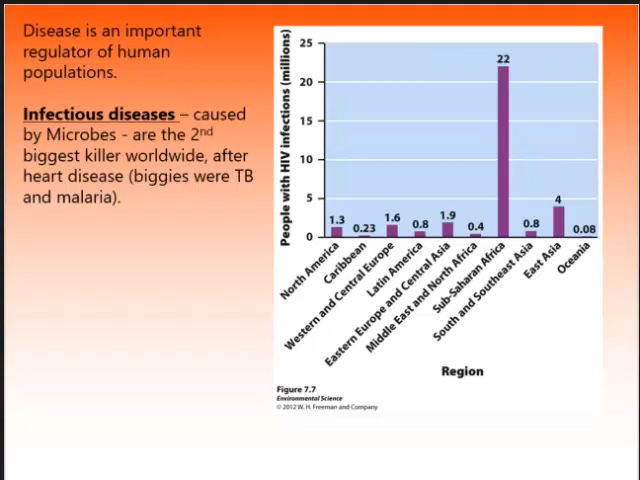 Disease is an important
regulator of human
populations.
Infectious diseases – caused
by Microbes - are the 2nd
biggest killer worldwide, after
heart disease (biggies were TB
and malaria).
People with HIV infections (millions)
25
20
15
10
5
0
1.3
0.23
1.6
0.8
1.9
0.4
22
0.8
4
0.08
North America
Caribbean
Western and Central Europe
Latin America
Eastern Europe and Central Asia
Middle East and North Africa
Sub-Saharan Africa
South and Southeast Asia
East Asia
Oceania
Region
Figure 7.7
Environmental Science
© 2012 W. H. Freeman and Company